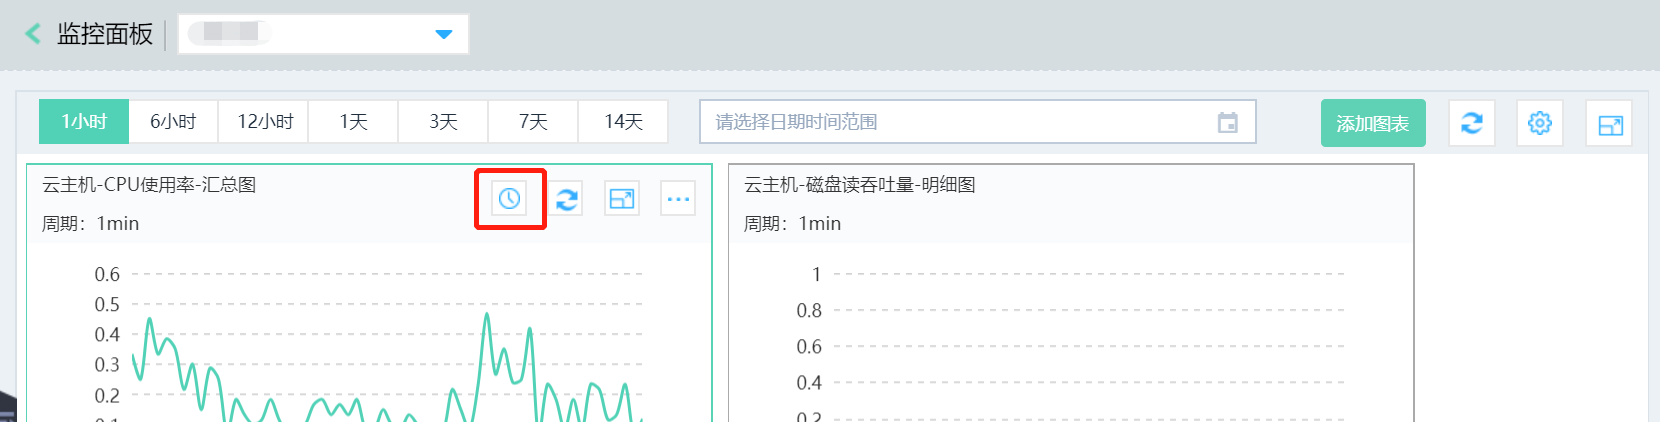 监控面板
1小时 6小时 12小时 1天 3天 7天 14天 请选择日期时间范围 添加图表
云主机-CPU使用率-汇总图
周期：1min
0.6
0.5
0.4
0.3
0.2
0.1
云主机-磁盘读吞吐量-明细图
周期：1min
1
0.8
0.6
0.4
0.2